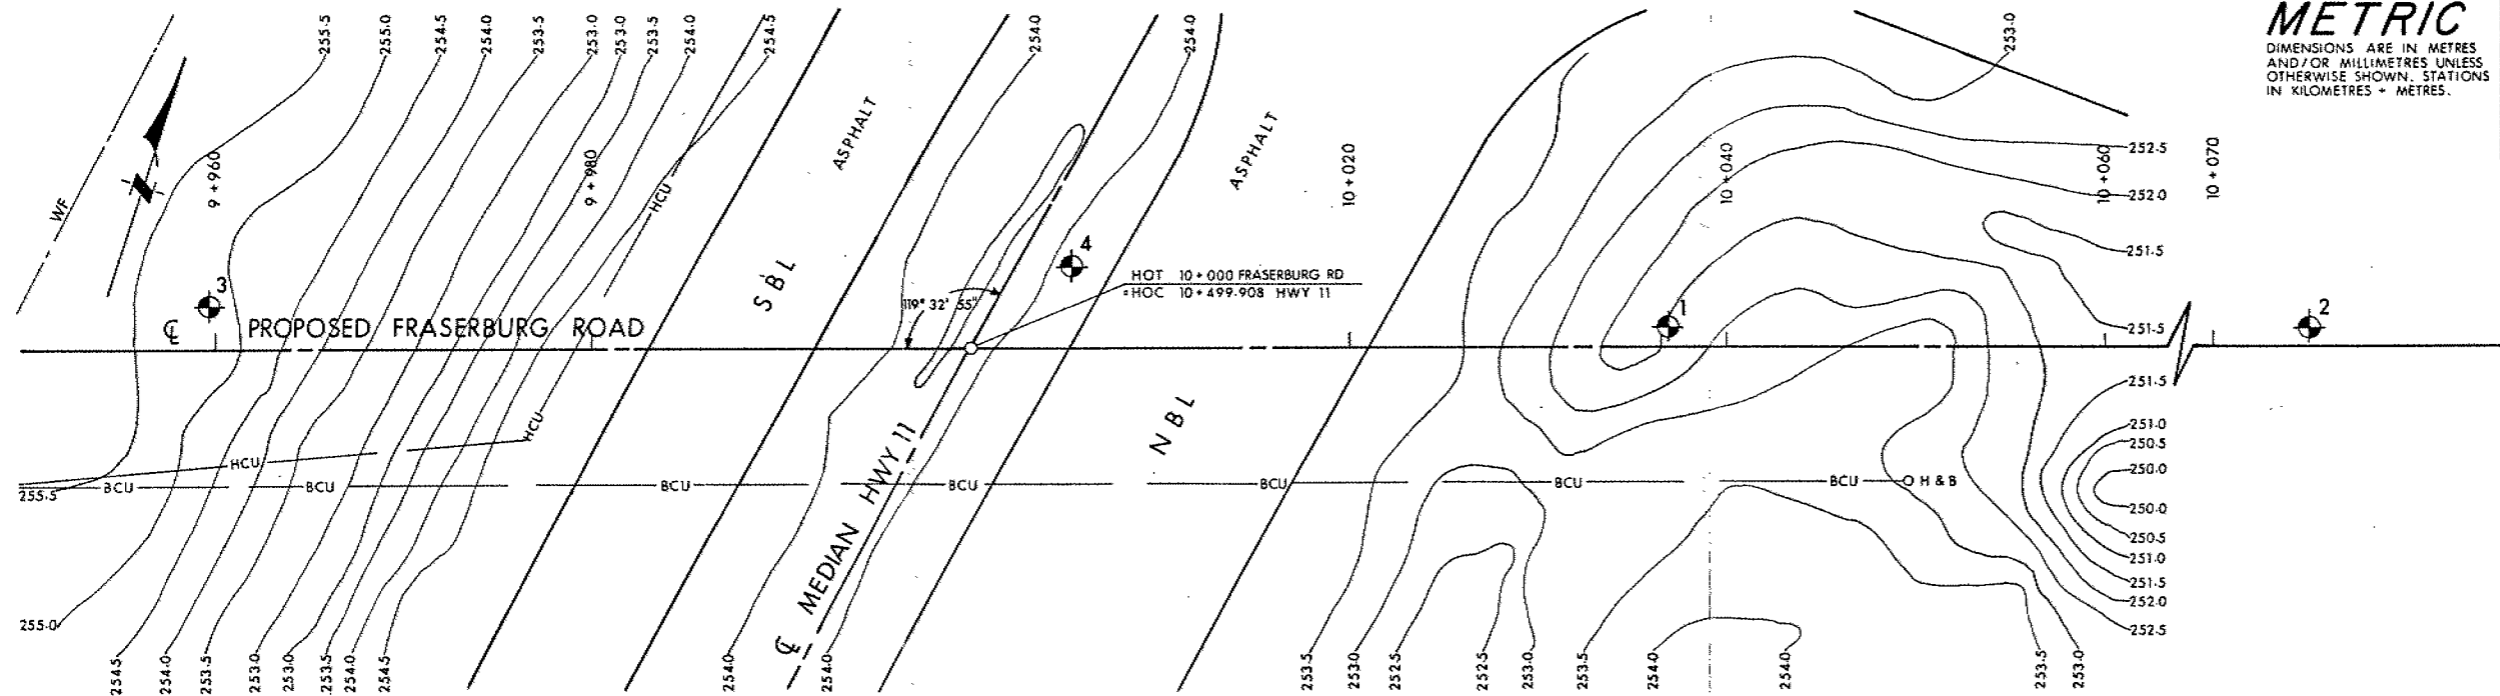 METRIC
DIMENSIONS ARE IN METRES
AND/OR MILLIMETRES UNLESS
OTHERWISE SHOWN. STATIONS
IN KILOMETRES + METRES.
255.5
255.0
254.5
254.0
253.5
253.0
253.0
253.5
254.0
254.5
254.0
254.0
253.0
WF
N
9+960
9+980
HCU
ASPHALT
ASPHALT
10+020
10+040
10+060
10+070
252.5
252.0
251.5
251.5
3
SBL
4
HOT 10+000 FRASERBURG RD
=HOC 10+499.908 HWY 11
119° 32' 55"
1
2
℄ PROPOSED FRASERBURG ROAD
NBL
℄ MEDIAN HWY 11
HCU
HCU
255.5
BCU
BCU
BCU
BCU
BCU
BCU
BCU
H & B
251.5
251.0
250.5
250.0
250.0
250.5
251.0
251.5
252.0
252.5
255.0
254.5
254.0
253.5
253.0
253.0
253.5
254.0
254.5
254.0
254.0
253.5
253.0
252.5
252.5
253.0
253.5
254.0
254.0
253.5
253.0